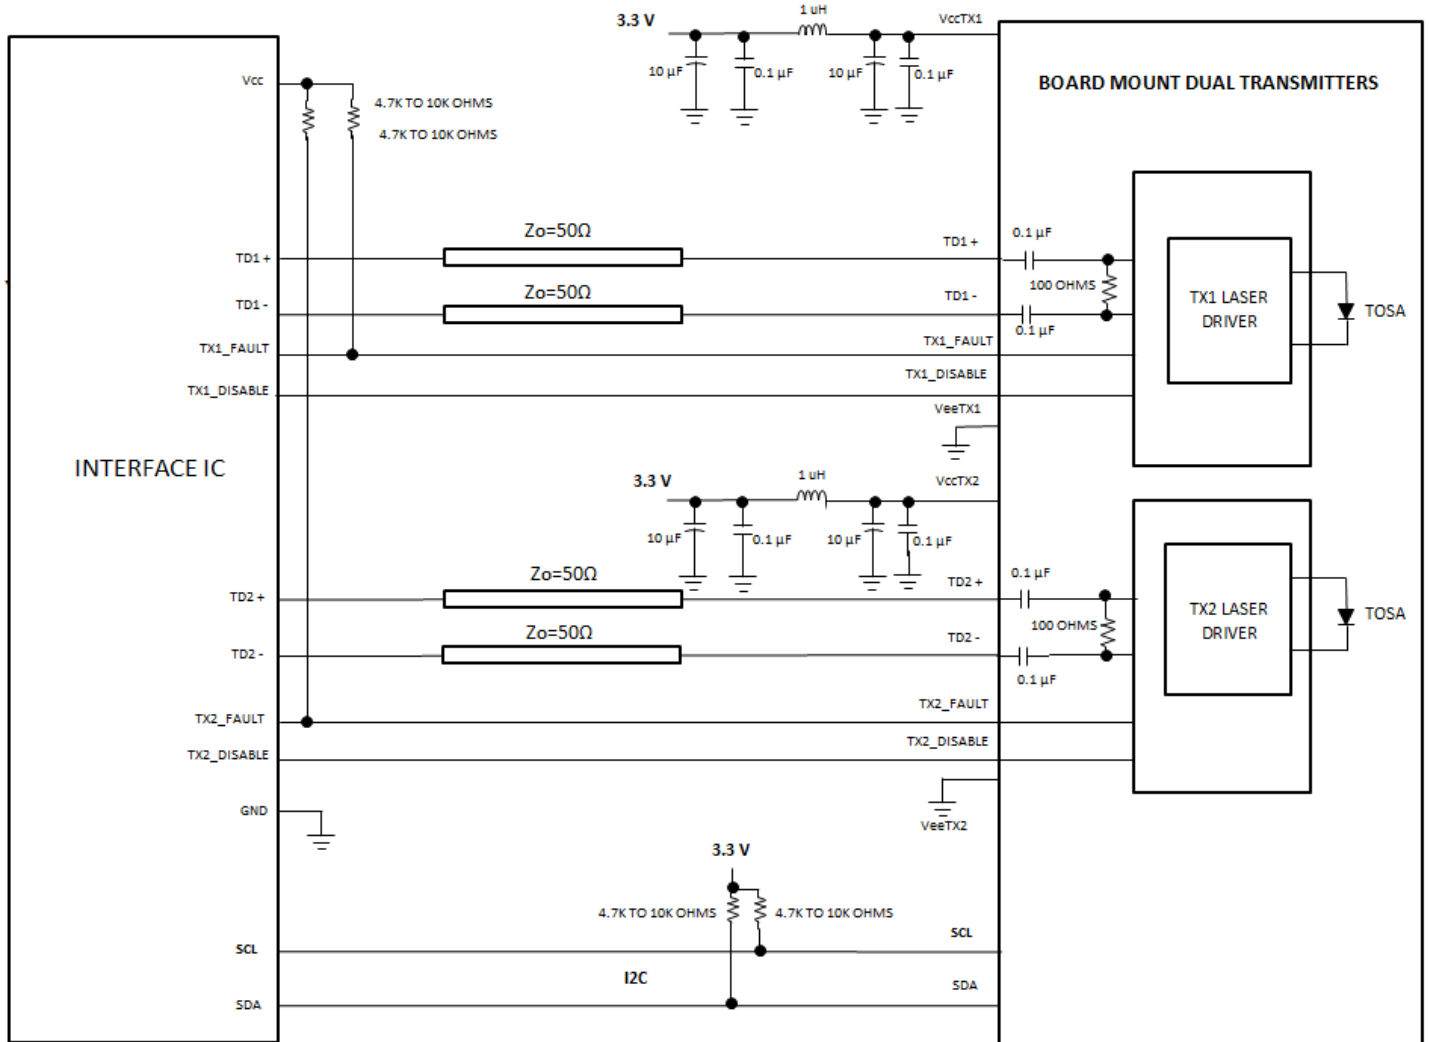 1 uH
VccTX1
3.3 V
10 µF
0.1 µF
10 µF
0.1 µF
BOARD MOUNT DUAL TRANSMITTERS
Vcc
4.7K TO 10K OHMS
4.7K TO 10K OHMS
Zo=50Ω
TD1 +
TD1 +
0.1 µF
100 OHMS
Zo=50Ω
TD1 -
TD1 -
0.1 µF
TX1 LASER
DRIVER
TOSA
TX1_FAULT
TX1_FAULT
TX1_DISABLE
TX1_DISABLE
VeeTX1
INTERFACE IC
3.3 V
1 uH
VccTX2
10 µF
0.1 µF
10 µF
0.1 µF
Zo=50Ω
TD2 +
TD2 +
0.1 µF
100 OHMS
Zo=50Ω
TD2 -
TD2 -
0.1 µF
TX2 LASER
DRIVER
TOSA
TX2_FAULT
TX2_FAULT
TX2_DISABLE
TX2_DISABLE
GND
VeeTX2
3.3 V
4.7K TO 10K OHMS
4.7K TO 10K OHMS
SCL
SCL
I2C
SDA
SDA